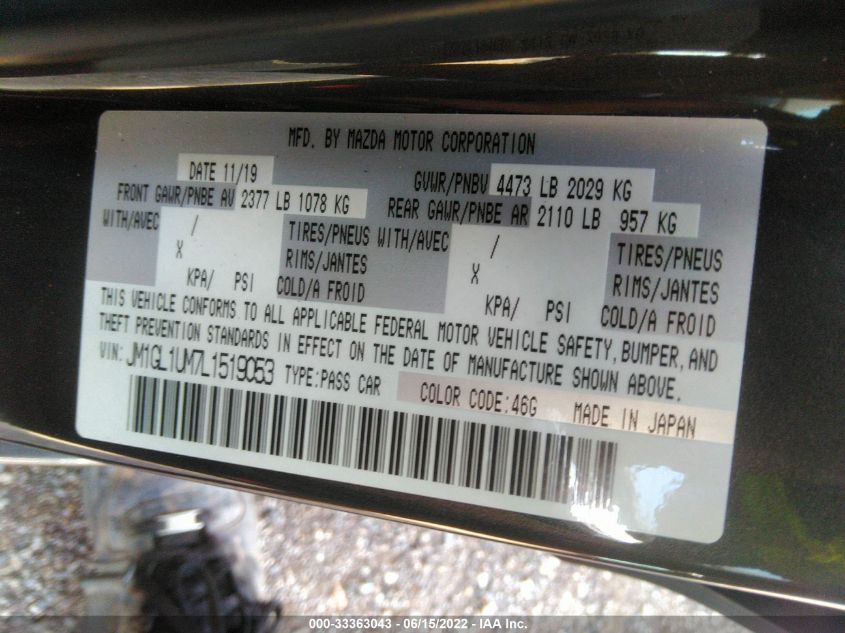 MFD. BY MAZDA MOTOR CORPORATION
DATE 11/19 GVWR/PNBV 4473 LB 2029 KG
FRONT GAWR/PNBE AV 2377 LB 1078 KG REAR GAWR/PNBE AR 2110 LB 957 KG
WITH/AVEC / TIRES/PNEUS WITH/AVEC / TIRES/PNEUS
X RIMS/JANTES X RIMS/JANTES
KPA/ PSI COLD/A FROID KPA/ PSI COLD/A FROID
THIS VEHICLE CONFORMS TO ALL APPLICABLE FEDERAL MOTOR VEHICLE SAFETY, BUMPER, AND
THEFT PREVENTION STANDARDS IN EFFECT ON THE DATE OF MANUFACTURE SHOWN ABOVE.
VIN: JM1GL1UM7L1519053 TYPE:PASS CAR COLOR CODE:46G MADE IN JAPAN
000-33363043 - 06/15/2022 - IAA Inc.